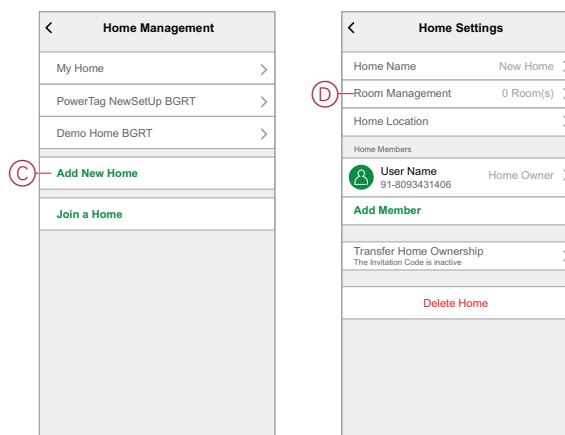 Home Management
My Home
PowerTag NewSetUp BGRT
Demo Home BGRT
C
Add New Home
Join a Home
Home Settings
Home Name New Home
D
Room Management 0 Room(s)
Home Location
Home Members
User Name
91-8093431406
Home Owner
Add Member
Transfer Home Ownership
The Invitation Code is inactive
Delete Home